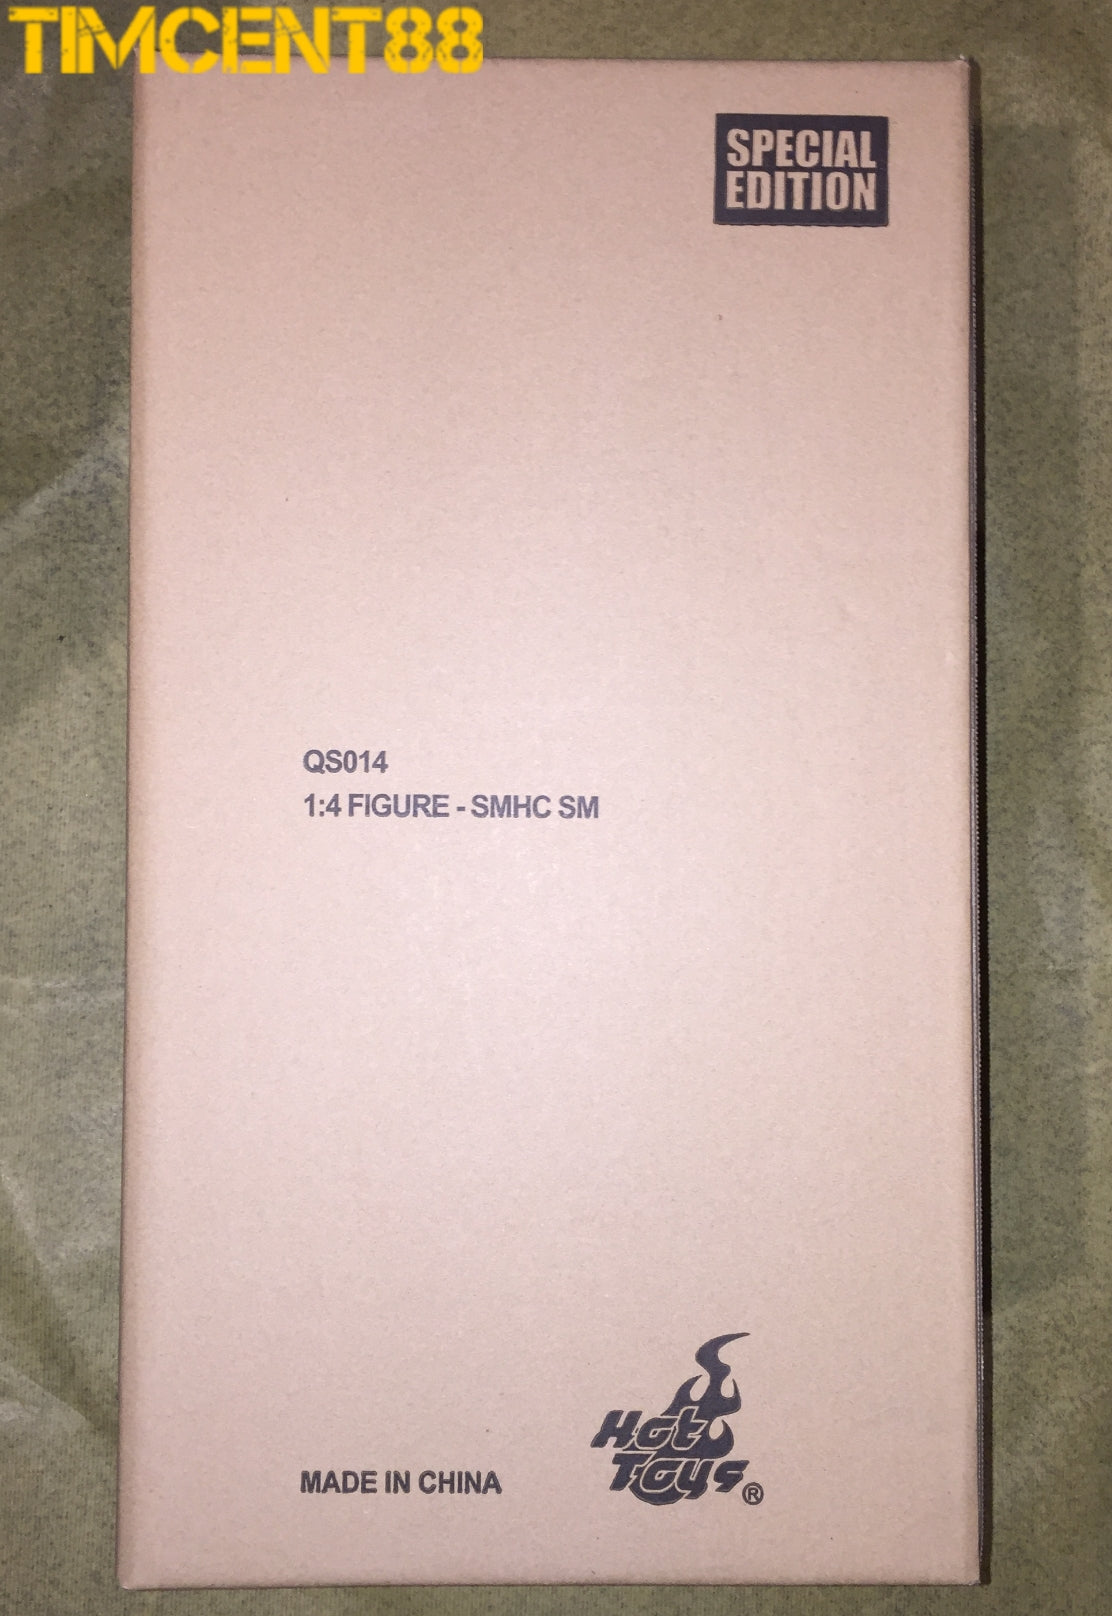 TIMCENT88
SPECIAL
EDITION
QS014
1:4 FIGURE - SMHC SM
MADE IN CHINA
Hot
Toys®